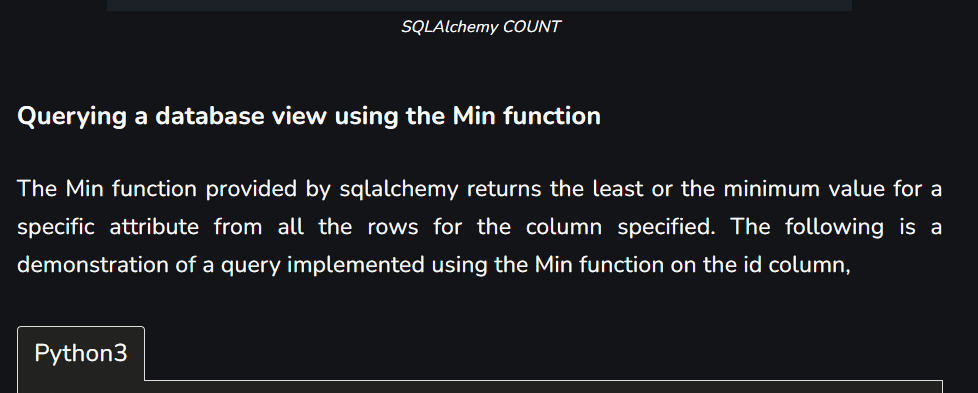 SQLAlchemy COUNT
Querying a database view using the Min function
The Min function provided by sqlalchemy returns the least or the minimum value for a
specific attribute from all the rows for the column specified. The following is a
demonstration of a query implemented using the Min function on the id column,
Python3